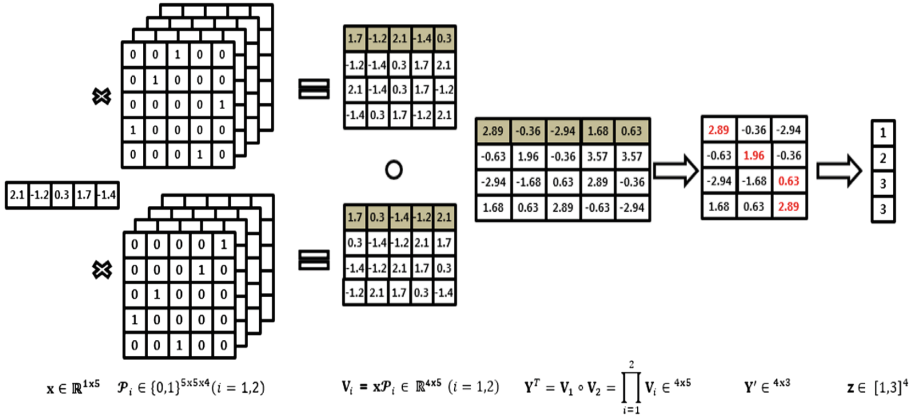 0 0 1 0 0
0 1 0 0 0
0 0 0 0 1
1 0 0 0 0
0 0 0 1 0
1.7 -1.2 2.1 -1.4 0.3
-1.2 -1.4 0.3 1.7 2.1
2.1 -1.4 0.3 1.7 -1.2
-1.4 0.3 1.7 -1.2 2.1
2.1 -1.2 0.3 1.7 -1.4
0 0 0 0 1
0 0 0 1 0
0 1 0 0 0
1 0 0 0 0
0 0 1 0 0
1.7 0.3 -1.4 -1.2 2.1
0.3 -1.4 -1.2 2.1 1.7
-1.4 -1.2 2.1 1.7 0.3
-1.2 2.1 1.7 0.3 -1.4
2.89 -0.36 -2.94 1.68 0.63
-0.63 1.96 -0.36 3.57 3.57
-2.94 -1.68 0.63 2.89 -0.36
1.68 0.63 2.89 -0.63 -2.94
2.89 -0.36 -2.94
-0.63 1.96 -0.36
-2.94 -1.68 0.63
1.68 0.63 2.89
1
2
3
3
x ∈ ℝ¹ˣ⁵ 𝒫ᵢ ∈ {0,1}⁵ˣ⁵ˣ⁴ (i = 1,2) Vᵢ = x𝒫ᵢ ∈ ℝ⁴ˣ⁵ (i = 1,2) Yᵀ = V₁ ∘ V₂ = ∏ᵢ₌₁² Vᵢ ∈ ⁴ˣ⁵ Y′ ∈ ⁴ˣ³ z ∈ [1,3]⁴